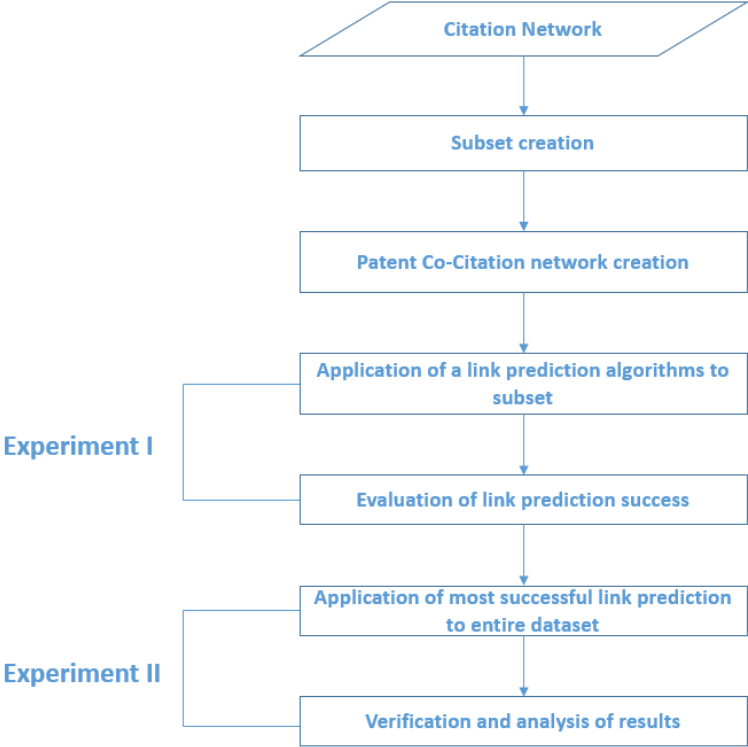 Citation Network
Subset creation
Patent Co-Citation network creation
Application of a link prediction algorithms to
subset
Experiment I
Evaluation of link prediction success
Application of most successful link prediction
to entire dataset
Experiment II
Verification and analysis of results